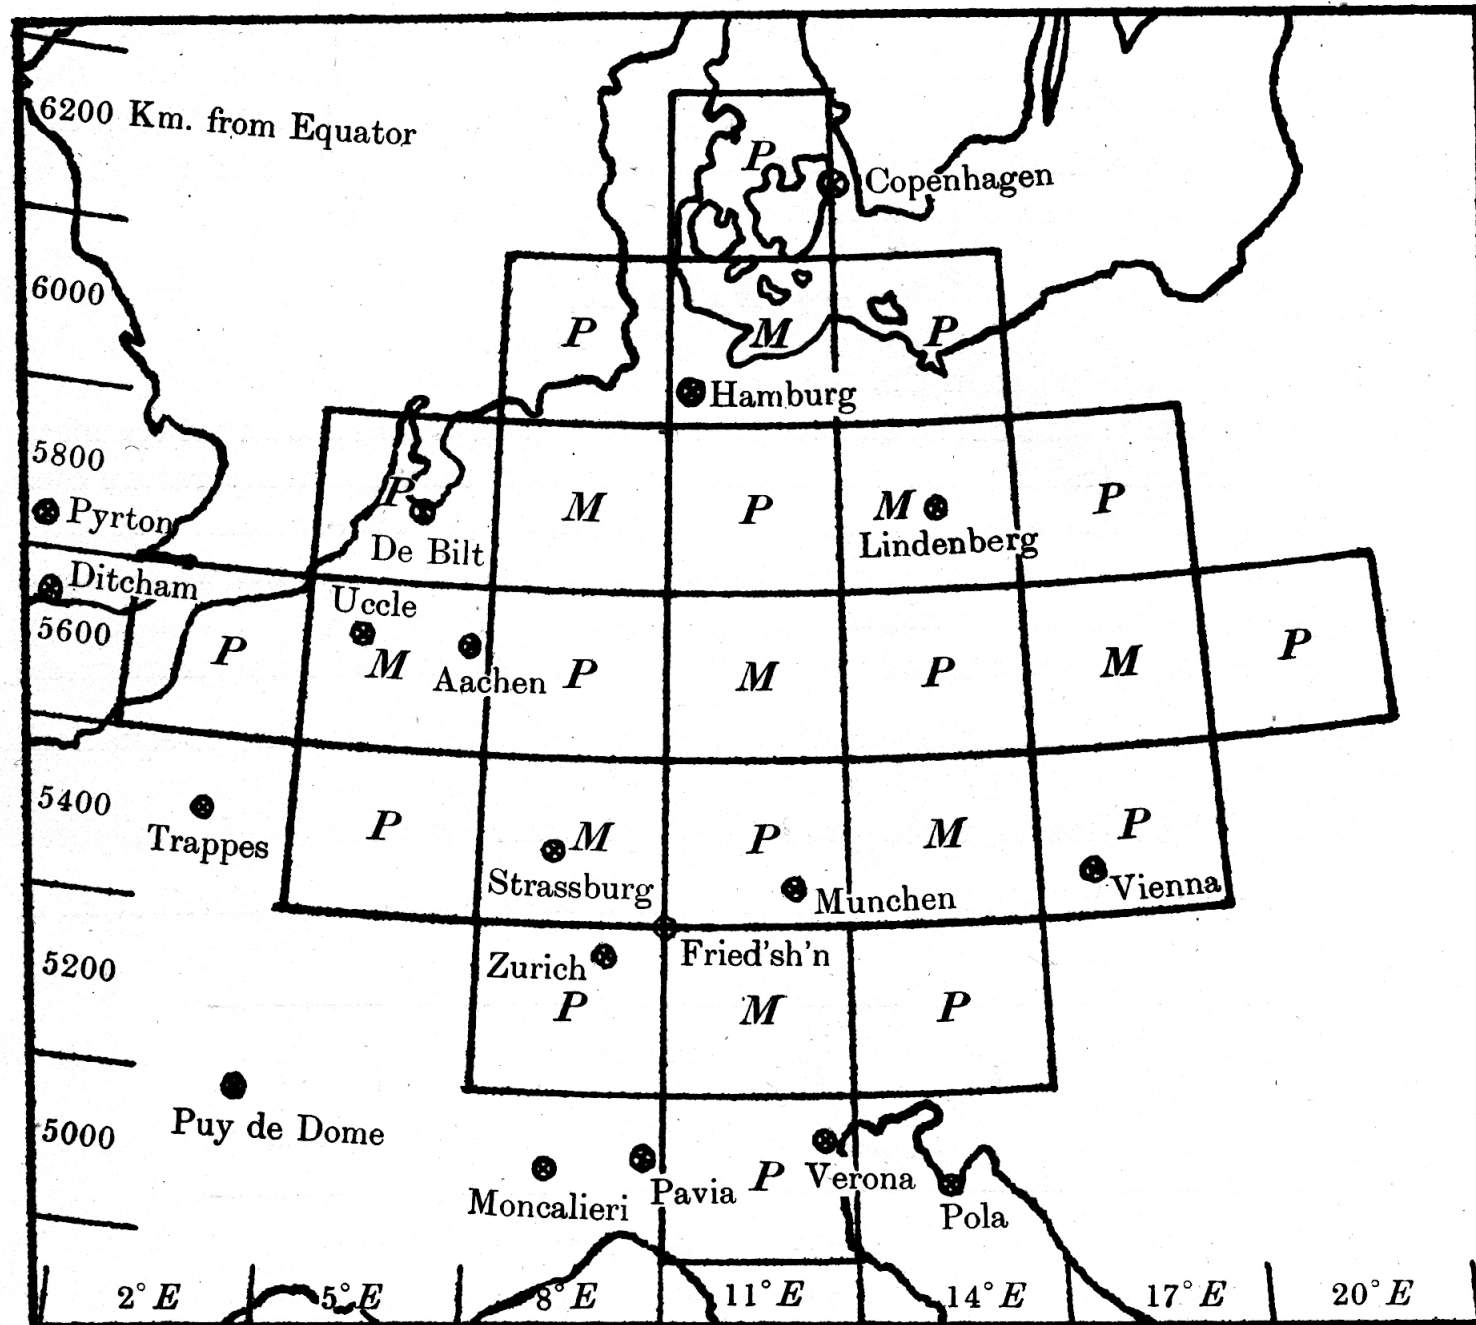 6200 Km. from Equator
P
Copenhagen
6000
P
M
P
Hamburg
5800
P
M
P
M
P
Pyrton
De Bilt
Lindenberg
Ditcham
Uccle
5600
P
M
Aachen
P
M
P
M
P
5400
P
M
P
M
P
Trappes
Strassburg
Munchen
Vienna
5200
Zurich
Fried'sh'n
P
M
P
5000
Puy de Dome
Moncalieri
Pavia
P
Verona
Pola
2° E
5° E
8° E
11° E
14° E
17° E
20° E